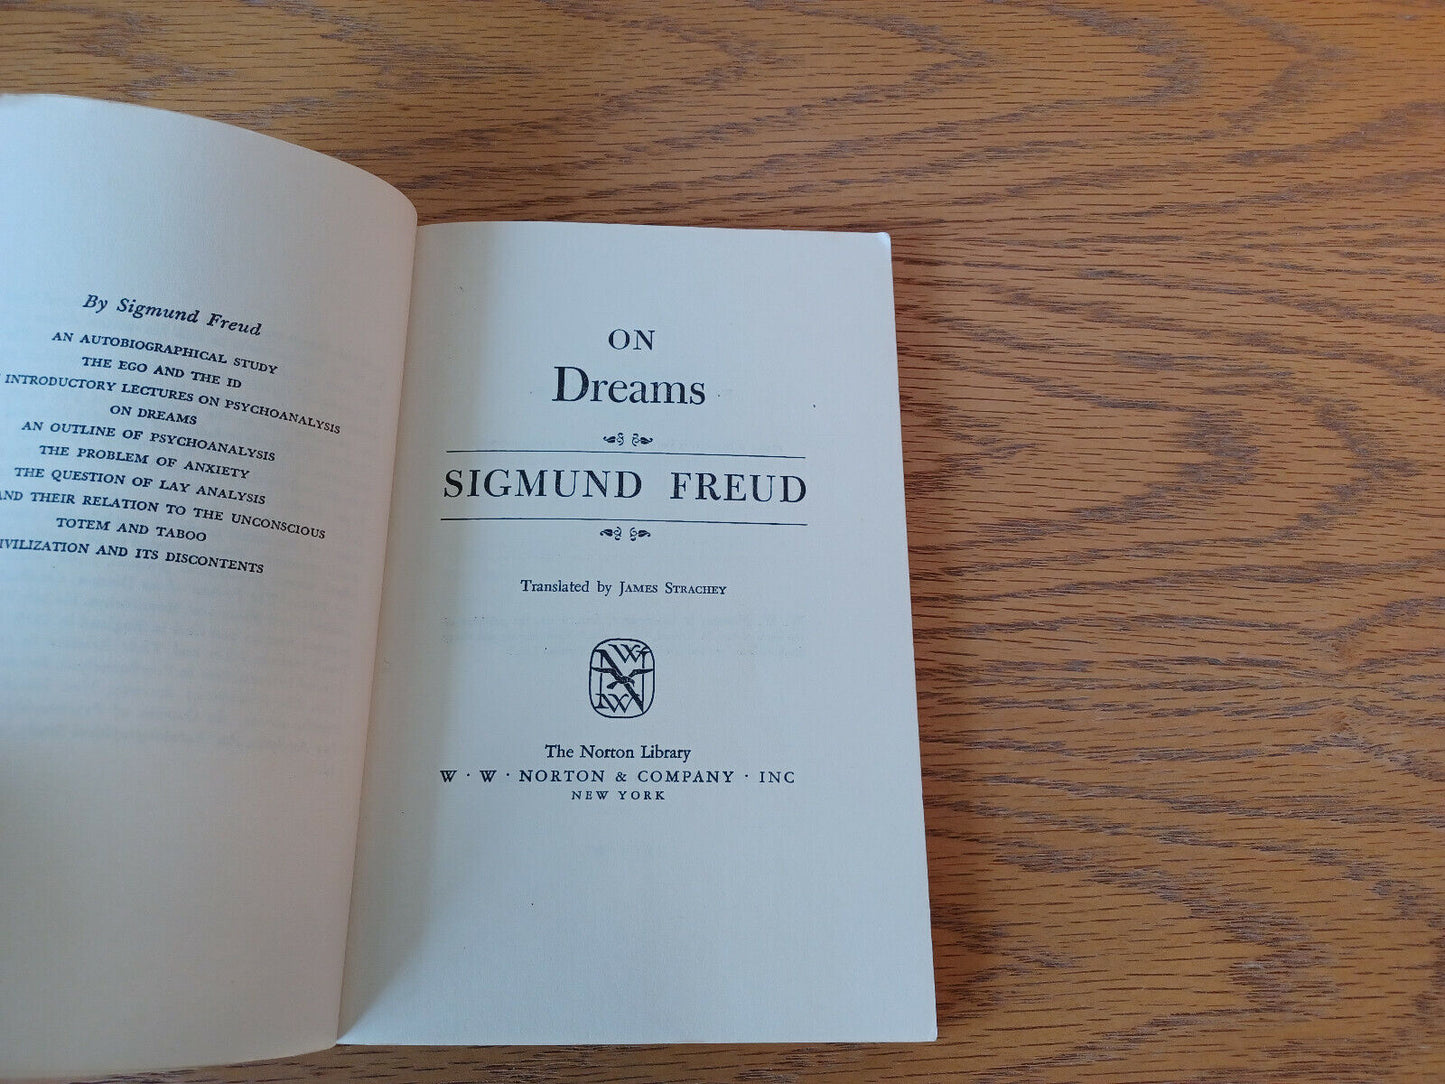 By Sigmund Freud
AN AUTOBIOGRAPHICAL STUDY
THE EGO AND THE ID
INTRODUCTORY LECTURES ON PSYCHOANALYSIS
ON DREAMS
AN OUTLINE OF PSYCHOANALYSIS
THE PROBLEM OF ANXIETY
THE QUESTION OF LAY ANALYSIS
AND THEIR RELATION TO THE UNCONSCIOUS
TOTEM AND TABOO
IVILIZATION AND ITS DISCONTENTS
ON
Dreams
SIGMUND FREUD
Translated by JAMES STRACHEY
The Norton Library
W · W · NORTON & COMPANY · INC
NEW YORK